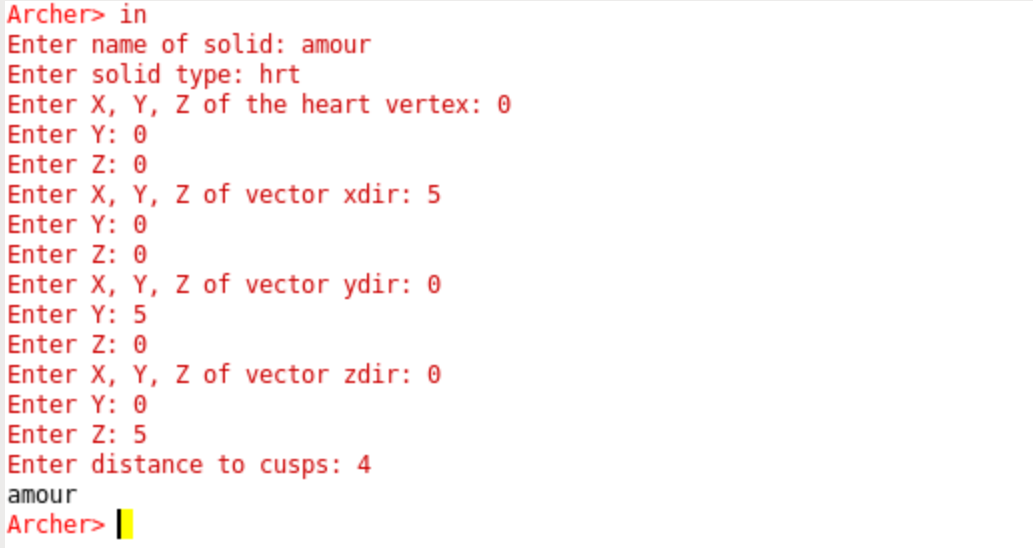 Archer> in
Enter name of solid: amour
Enter solid type: hrt
Enter X, Y, Z of the heart vertex: 0
Enter Y: 0
Enter Z: 0
Enter X, Y, Z of vector xdir: 5
Enter Y: 0
Enter Z: 0
Enter X, Y, Z of vector ydir: 0
Enter Y: 5
Enter Z: 0
Enter X, Y, Z of vector zdir: 0
Enter Y: 0
Enter Z: 5
Enter distance to cusps: 4
amour
Archer>